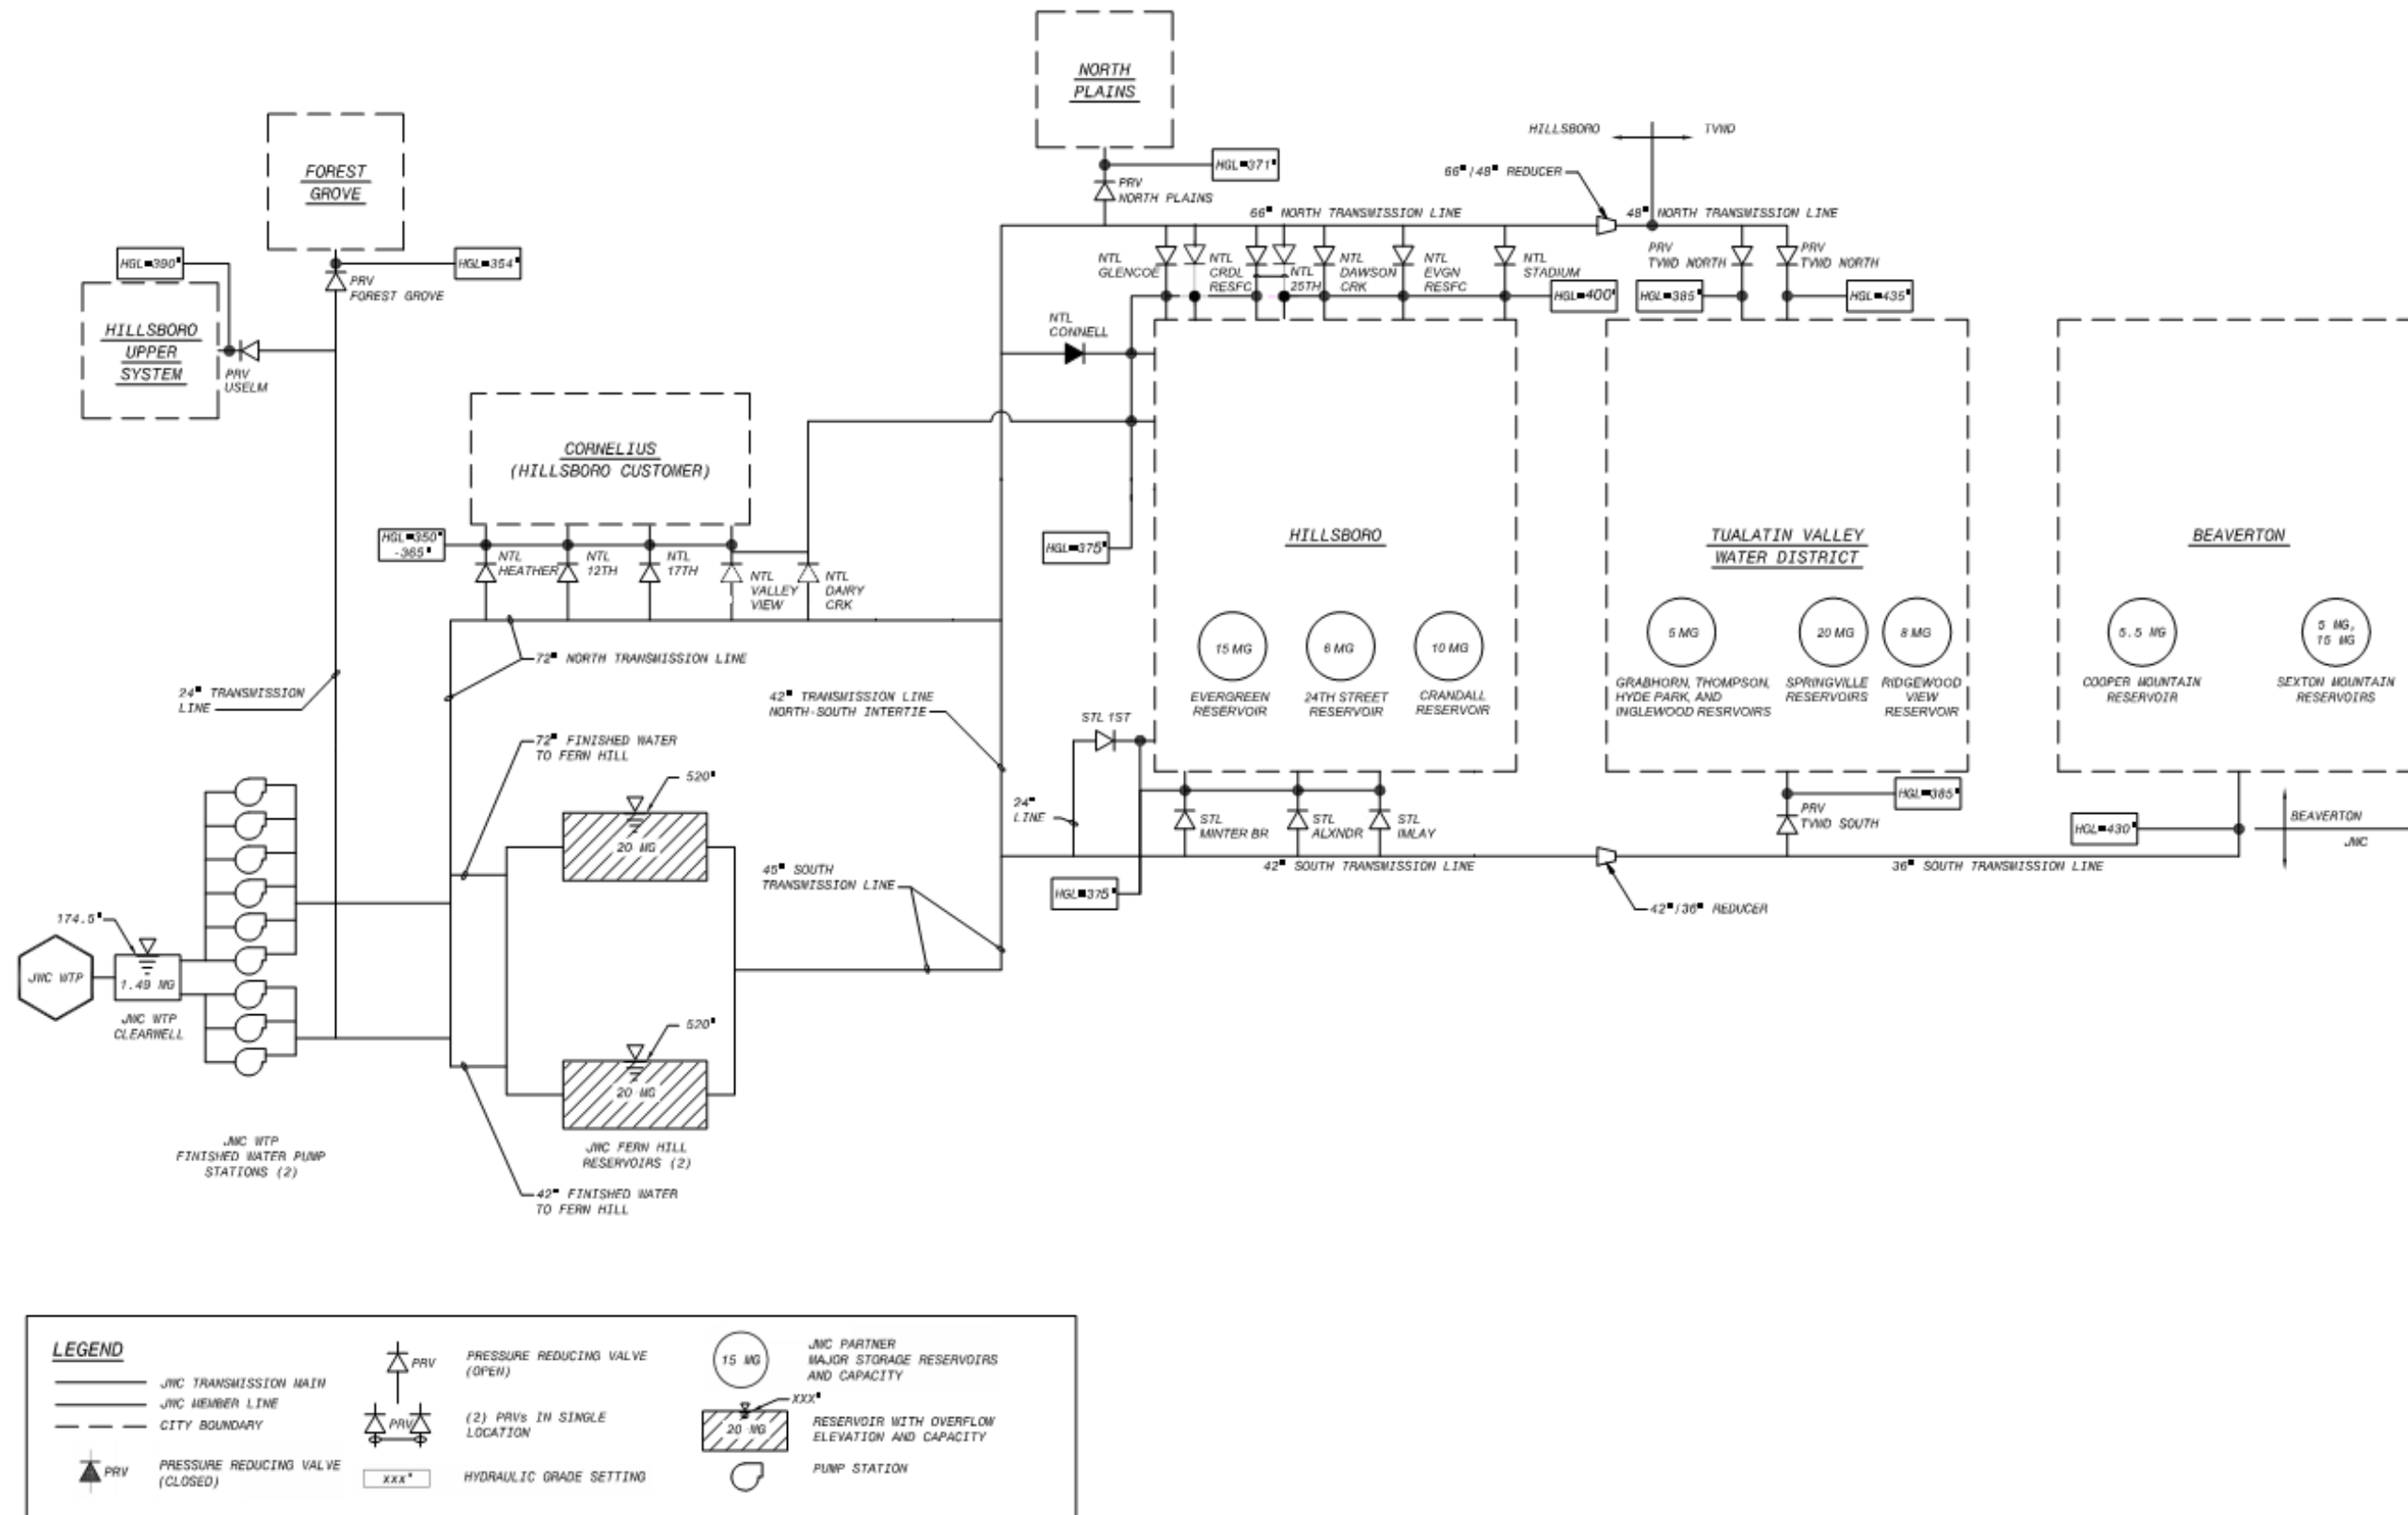 NORTH
PLAINS
HGL=371'
PRV
NORTH PLAINS
HILLSBORO
TVWD
66"/48" REDUCER
66" NORTH TRANSMISSION LINE
48" NORTH TRANSMISSION LINE
FOREST
GROVE
HGL=390'
HGL=354'
PRV
FOREST GROVE
HILLSBORO
UPPER
SYSTEM
PRV
USELM
NTL
GLENCOE
NTL
CRDL
RESFC
NTL
25TH
NTL
DAWSON
CRK
NTL
EVGN
RESFC
NTL
STADIUM
HGL=400'
PRV
TVWD NORTH
PRV
TVWD NORTH
HGL=385'
HGL=435'
NTL
CONNELL
CORNELIUS
(HILLSBORO CUSTOMER)
HGL=350'
-365'
NTL
HEATHER
NTL
12TH
NTL
17TH
NTL
VALLEY
VIEW
NTL
DAIRY
CRK
HGL=375'
HILLSBORO
TUALATIN VALLEY
WATER DISTRICT
BEAVERTON
15 MG
EVERGREEN
RESERVOIR
6 MG
24TH STREET
RESERVOIR
10 MG
CRANDALL
RESERVOIR
5 MG
GRABHORN, THOMPSON,
HYDE PARK, AND
INGLEWOOD RESRVOIRS
20 MG
SPRINGVILLE
RESERVOIRS
8 MG
RIDGEWOOD
VIEW
RESERVOIR
5.5 MG
COOPER MOUNTAIN
RESERVOIR
5 MG,
15 MG
SEXTON MOUNTAIN
RESERVOIRS
72" NORTH TRANSMISSION LINE
24" TRANSMISSION
LINE
42" TRANSMISSION LINE
NORTH-SOUTH INTERTIE
72" FINISHED WATER
TO FERN HILL
STL 1ST
520'
20 MG
24"
LINE
STL
MINTER BR
STL
ALXNDR
STL
IMLAY
PRV
TVWD SOUTH
HGL=385'
HGL=430'
BEAVERTON
JWC
45" SOUTH
TRANSMISSION LINE
42" SOUTH TRANSMISSION LINE
36" SOUTH TRANSMISSION LINE
HGL=375'
42"/36" REDUCER
174.5'
JWC WTP
1.49 MG
JWC WTP
CLEARWELL
520'
20 MG
JWC WTP
FINISHED WATER PUMP
STATIONS (2)
JWC FERN HILL
RESERVOIRS (2)
42" FINISHED WATER
TO FERN HILL
LEGEND
JWC TRANSMISSION MAIN
JWC MEMBER LINE
CITY BOUNDARY
PRV
PRESSURE REDUCING VALVE
(CLOSED)
PRV
PRESSURE REDUCING VALVE
(OPEN)
PRV
(2) PRVs IN SINGLE
LOCATION
xxx'
HYDRAULIC GRADE SETTING
15 MG
JWC PARTNER
MAJOR STORAGE RESERVOIRS
AND CAPACITY
xxx'
20 MG
RESERVOIR WITH OVERFLOW
ELEVATION AND CAPACITY
PUMP STATION